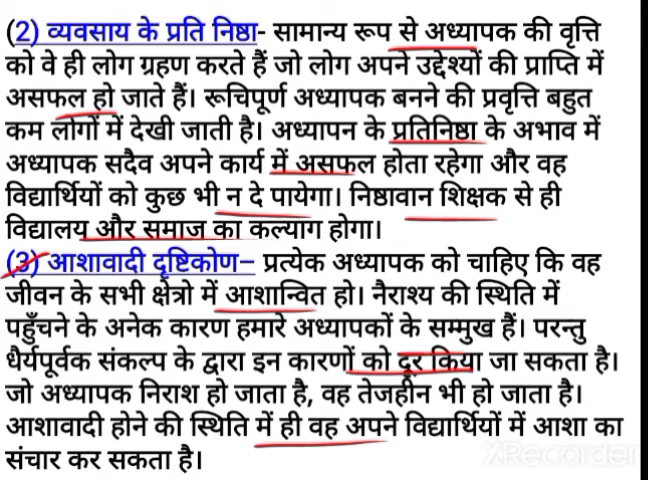 (2) व्यवसाय के प्रति निष्ठा- सामान्य रूप से अध्यापक की वृत्ति
को वे ही लोग ग्रहण करते हैं जो लोग अपने उद्देश्यों की प्राप्ति में
असफल हो जाते हैं। रूचिपूर्ण अध्यापक बनने की प्रवृत्ति बहुत
कम लोगों में देखी जाती है। अध्यापन के प्रतिनिष्ठा के अभाव में
अध्यापक सदैव अपने कार्य में असफल होता रहेगा और वह
विद्यार्थियों को कुछ भी न दे पायेगा। निष्ठावान शिक्षक से ही
विद्यालय और समाज का कल्याग होगा।
(3) आशावादी दृष्टिकोण– प्रत्येक अध्यापक को चाहिए कि वह
जीवन के सभी क्षेत्रो में आशान्वित हो। नैराश्य की स्थिति में
पहुँचने के अनेक कारण हमारे अध्यापकों के सम्मुख हैं। परन्तु
धैर्यपूर्वक संकल्प के द्वारा इन कारणों को दूर किया जा सकता है।
जो अध्यापक निराश हो जाता है, वह तेजहीन भी हो जाता है।
आशावादी होने की स्थिति में ही वह अपने विद्यार्थियों में आशा का
संचार कर सकता है।
XRecorder